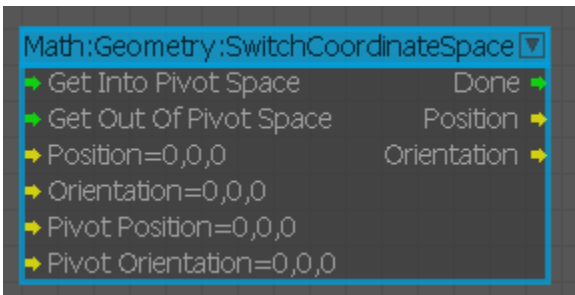 Math:Geometry:SwitchCoordinateSpace
Get Into Pivot Space Done
Get Out Of Pivot Space Position
Position=0,0,0 Orientation
Orientation=0,0,0
Pivot Position=0,0,0
Pivot Orientation=0,0,0